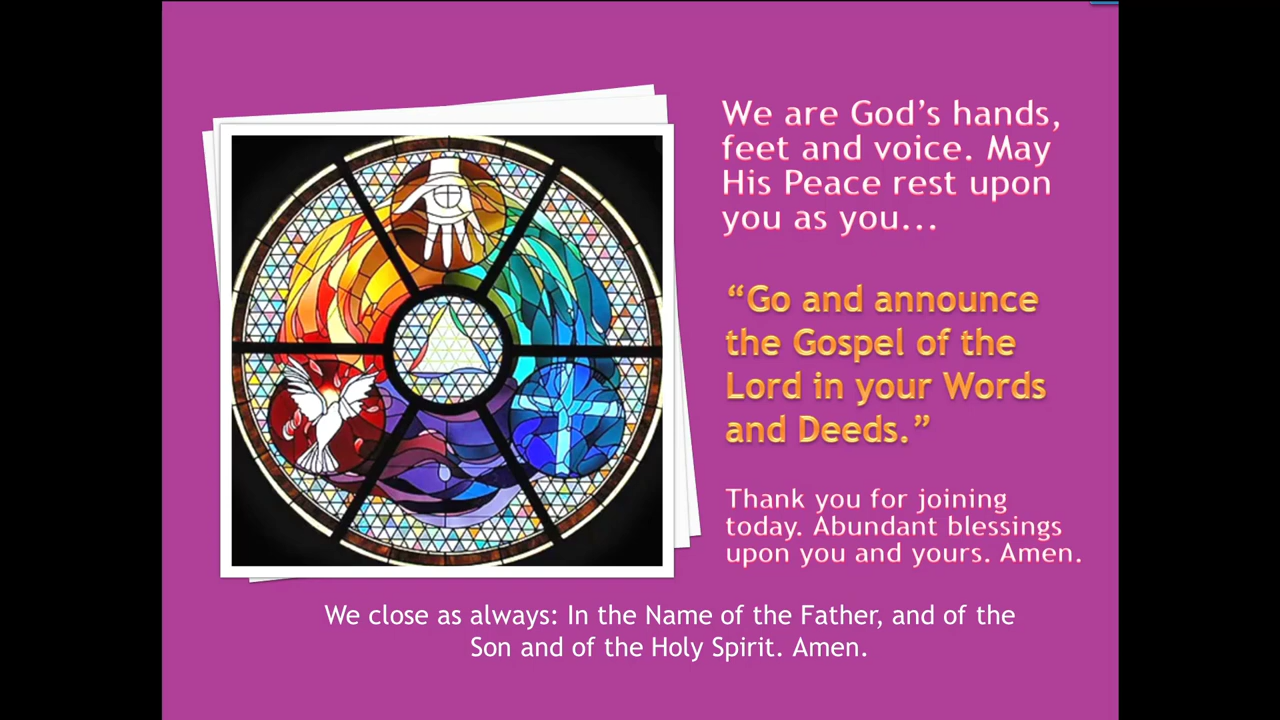 We are God’s hands,
feet and voice. May
His Peace rest upon
you as you...
“Go and announce
the Gospel of the
Lord in your Words
and Deeds.”
Thank you for joining
today. Abundant blessings
upon you and yours. Amen.
We close as always: In the Name of the Father, and of the
Son and of the Holy Spirit. Amen.